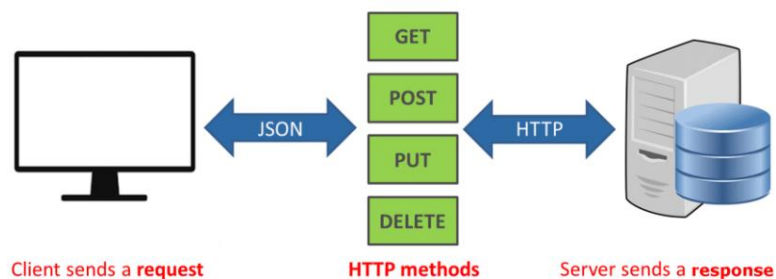 GET
POST
JSON
HTTP
PUT
DELETE
Client sends a request
HTTP methods
Server sends a response